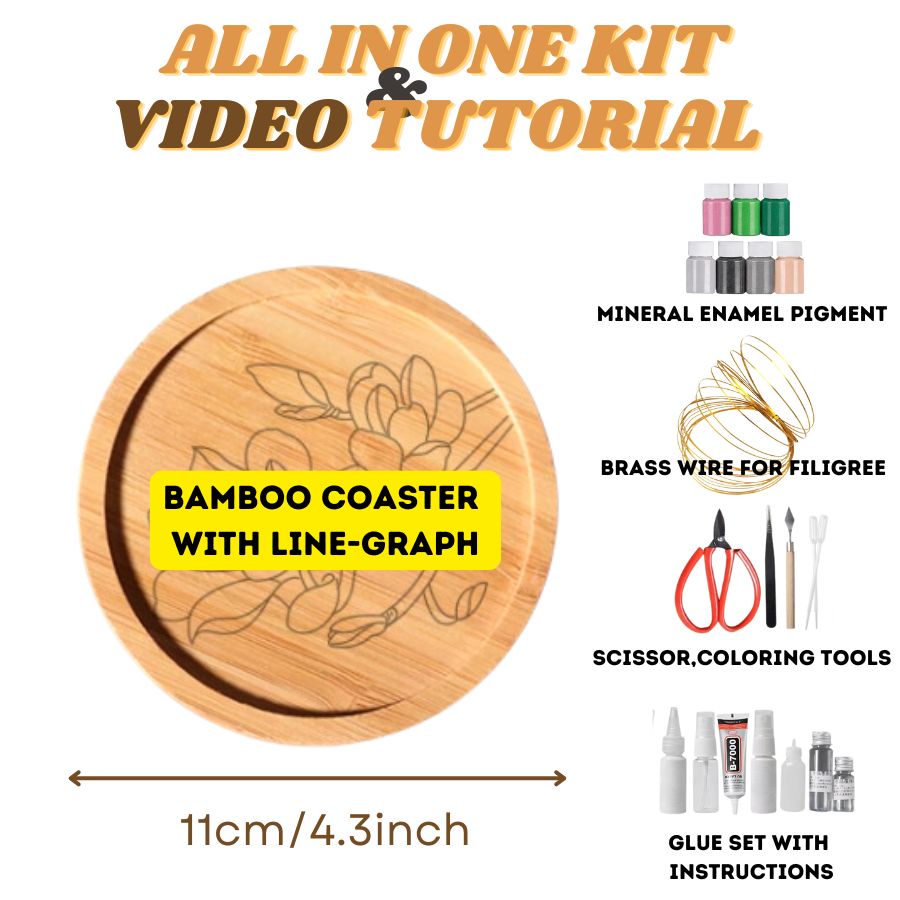 ALL IN ONE KIT
&
VIDEO TUTORIAL
MINERAL ENAMEL PIGMENT
BRASS WIRE FOR FILIGREE
BAMBOO COASTER
WITH LINE-GRAPH
SCISSOR,COLORING TOOLS
B-7000
11cm/4.3inch
GLUE SET WITH
INSTRUCTIONS